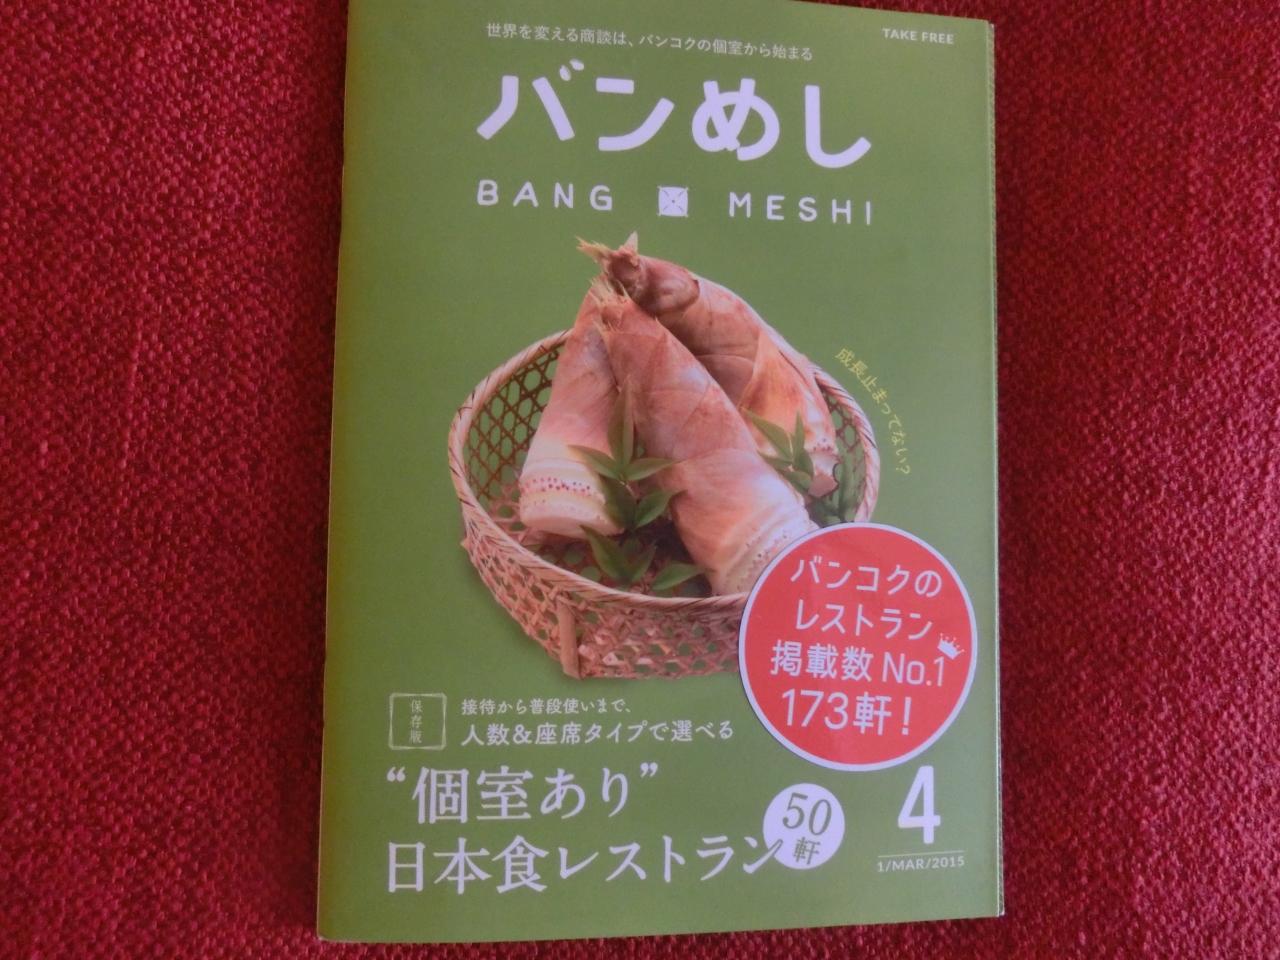 世界を変える商談は、バンコクの個室から始まる
TAKE FREE
バンめし
BANG MESHI
成長止まってない?
バンコクの
レストラン
掲載数 No.1
173軒!
保存版
接待から普段使いまで、
人数&座席タイプで選べる
“個室あり”
日本食レストラン
50
軒
4
1/MAR/2015